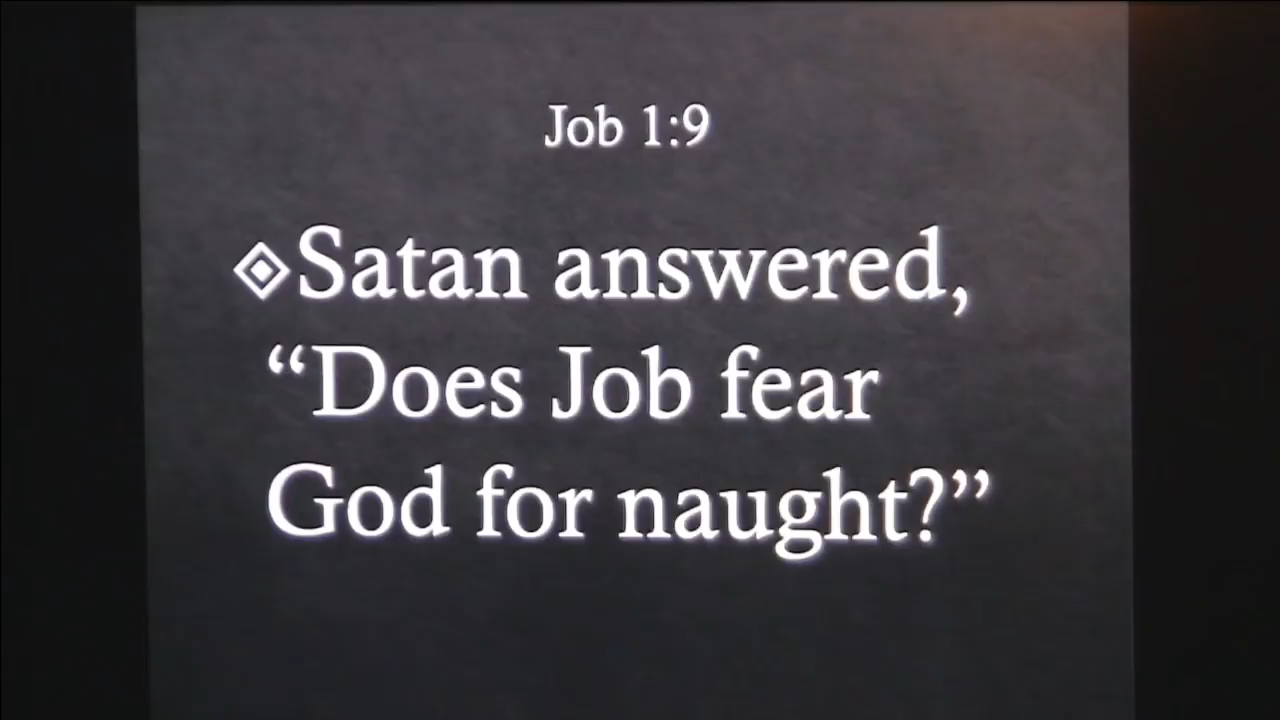 Job 1:9
Satan answered,
“Does Job fear
God for naught?”